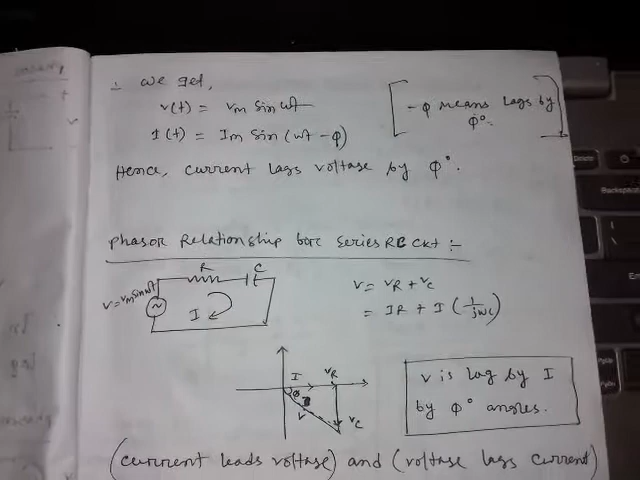 ∴ we get,
v(t) = Vm sin ωt
I(t) = Im sin (ωt - φ)
[-φ means lags by
φ°.]
Hence, current lags voltage by φ°.
Phasor Relationship for series RC ckt :-
R C
V=Vm sin ωt
I
V = VR + VC
= IR + I (1/jωC)
I VR
φ
V VC
V is lag by I
by φ° angles.
(current leads voltage) and (voltage lags current)
Delete
Backspace